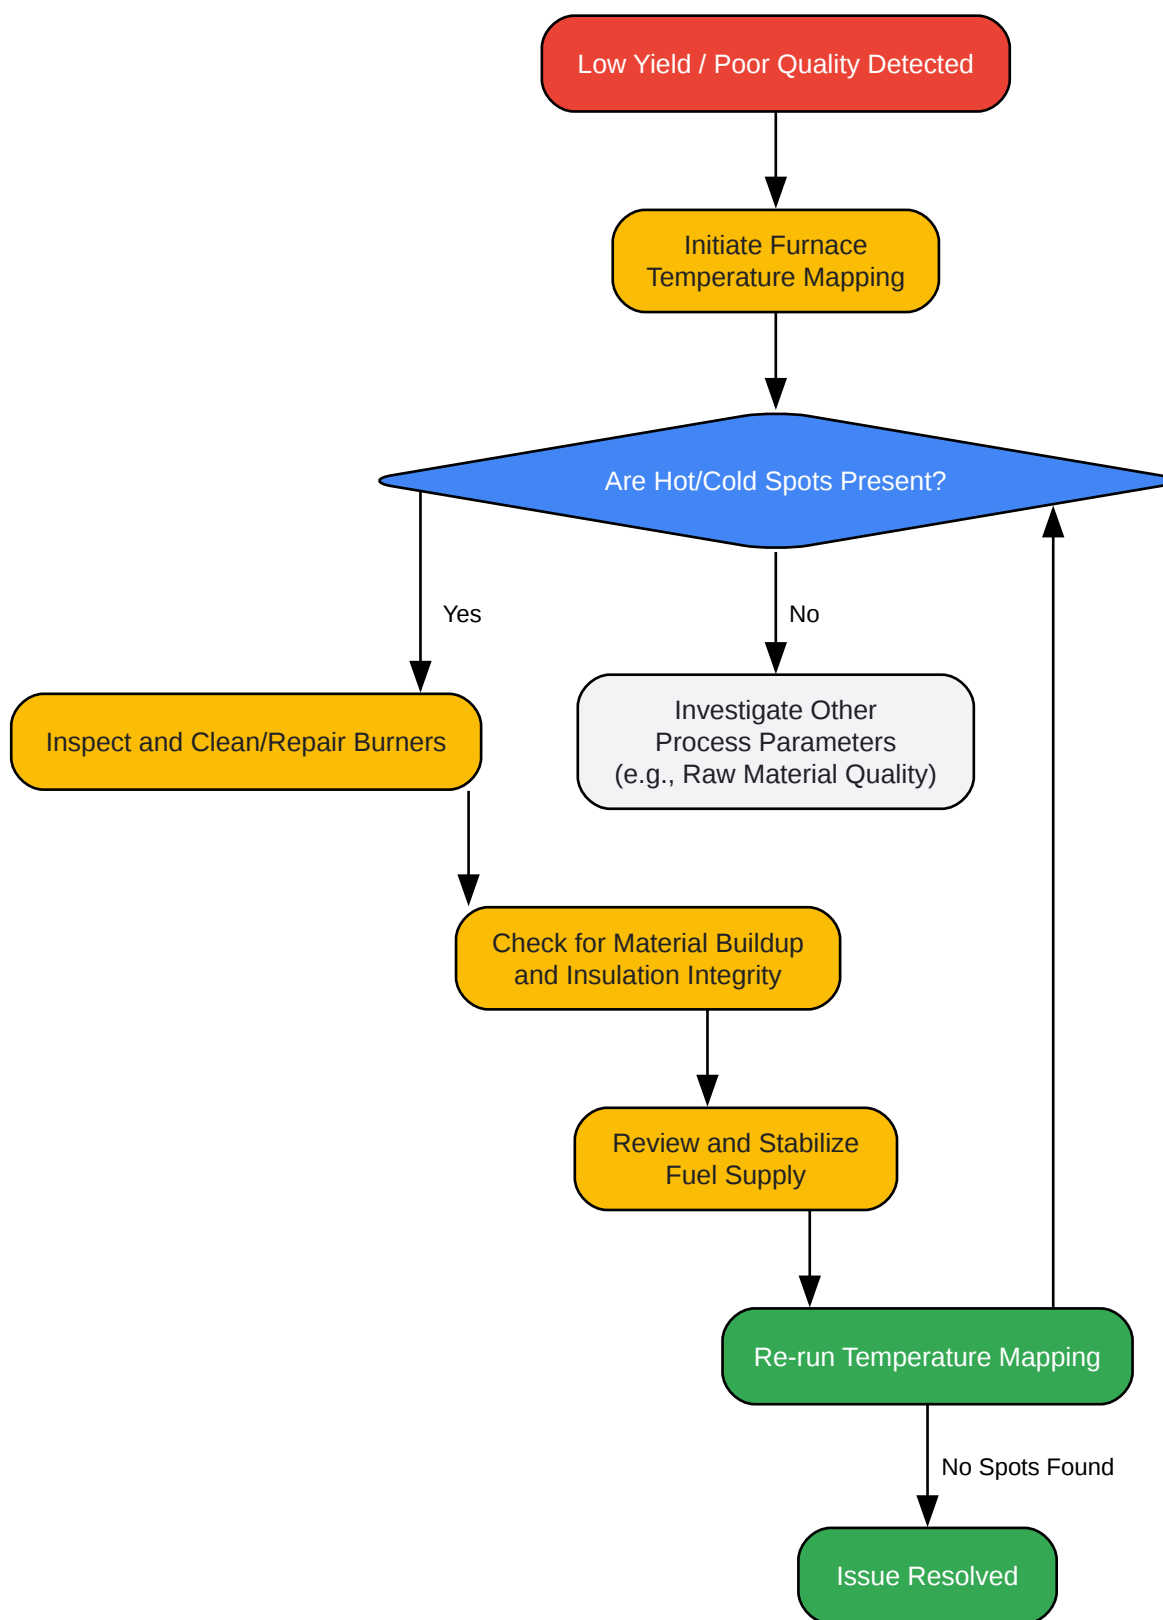 Low Yield / Poor Quality Detected
Initiate Furnace
Temperature Mapping
Are Hot/Cold Spots Present?
Yes
No
Inspect and Clean/Repair Burners
Investigate Other
Process Parameters
(e.g., Raw Material Quality)
Check for Material Buildup
and Insulation Integrity
Review and Stabilize
Fuel Supply
Re-run Temperature Mapping
No Spots Found
Issue Resolved